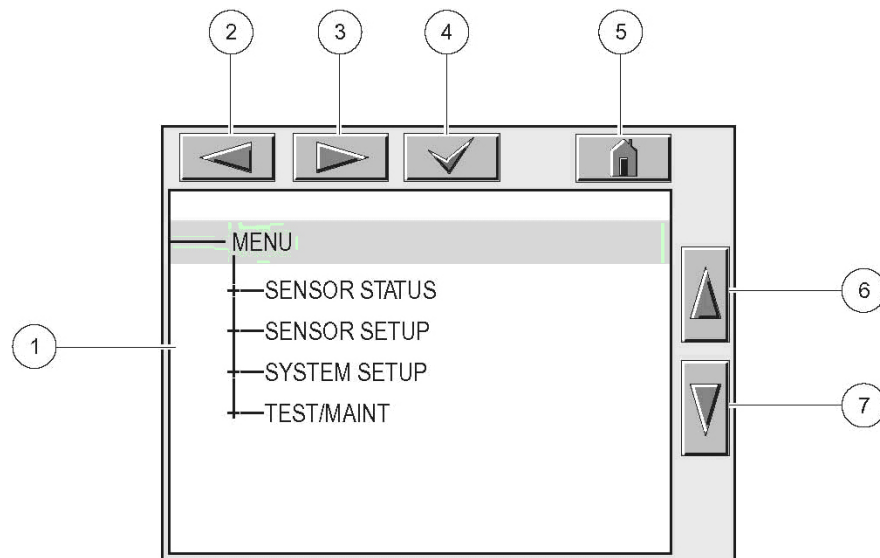 2
3
4
5
MENU
SENSOR STATUS
SENSOR SETUP
SYSTEM SETUP
TEST/MAINT
1
6
7